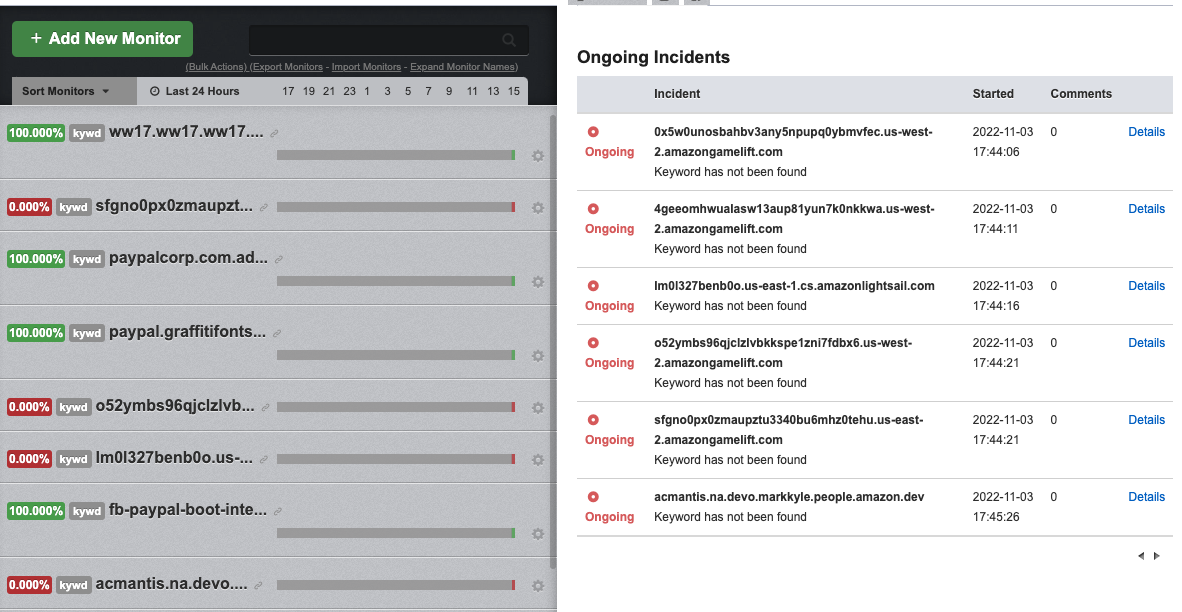 + Add New Monitor
(Bulk Actions) (Export Monitors - Import Monitors - Expand Monitor Names)
Sort Monitors
Last 24 Hours
17 19 21 23 1 3 5 7 9 11 13 15
100.000% kywd ww17.ww17.ww17....
0.000% kywd sfgno0px0zmaupzt...
100.000% kywd paypalcorp.com.ad...
100.000% kywd paypal.graffitifonts...
0.000% kywd o52ymbs96qjclzlvb...
0.000% kywd lm0l327benb0o.us-...
100.000% kywd fb-paypal-boot-inte...
0.000% kywd acmantis.na.devo....
Ongoing Incidents
Incident Started Comments
0x5w0unosbahbv3any5npupq0ybmvfec.us-west- 2022-11-03 0 Details
Ongoing 2.amazongamelift.com 17:44:06
Keyword has not been found
4geeomhwualasw13aup81yun7k0nkkwa.us-west- 2022-11-03 0 Details
Ongoing 2.amazongamelift.com 17:44:11
Keyword has not been found
lm0l327benb0o.us-east-1.cs.amazonlightsail.com 2022-11-03 0 Details
Ongoing Keyword has not been found 17:44:16
o52ymbs96qjclzlvbkkspe1zni7fdbx6.us-west- 2022-11-03 0 Details
Ongoing 2.amazongamelift.com 17:44:21
Keyword has not been found
sfgno0px0zmaupztu3340bu6mhz0tehu.us-east- 2022-11-03 0 Details
Ongoing 2.amazongamelift.com 17:44:21
Keyword has not been found
acmantis.na.devo.markkyle.people.amazon.dev 2022-11-03 0 Details
Ongoing Keyword has not been found 17:45:26